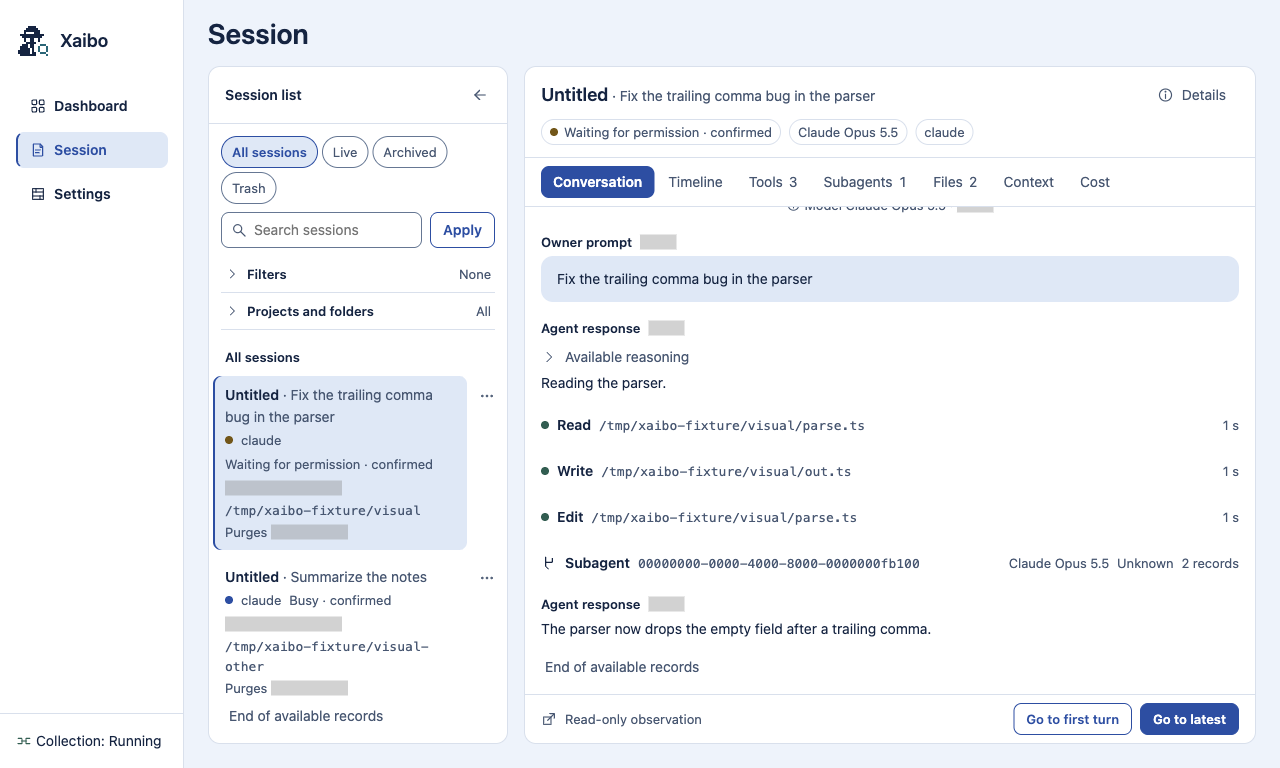 Xaibo
Dashboard
Session
Settings
Collection: Running
Session
Session list
All sessions
Live
Archived
Trash
Search sessions
Apply
Filters
None
Projects and folders
All
All sessions
Untitled · Fix the trailing comma
bug in the parser
claude
Waiting for permission · confirmed
/tmp/xaibo-fixture/visual
Purges
Untitled · Summarize the notes
claude Busy · confirmed
/tmp/xaibo-fixture/visual-
other
Purges
End of available records
Untitled · Fix the trailing comma bug in the parser
Details
Waiting for permission · confirmed
Claude Opus 5.5
claude
Conversation
Timeline
Tools 3
Subagents 1
Files 2
Context
Cost
Model Claude Opus 5.5
Owner prompt
Fix the trailing comma bug in the parser
Agent response
Available reasoning
Reading the parser.
Read /tmp/xaibo-fixture/visual/parse.ts 1 s
Write /tmp/xaibo-fixture/visual/out.ts 1 s
Edit /tmp/xaibo-fixture/visual/parse.ts 1 s
Subagent 00000000-0000-4000-8000-0000000fb100 Claude Opus 5.5 Unknown 2 records
Agent response
The parser now drops the empty field after a trailing comma.
End of available records
Read-only observation
Go to first turn
Go to latest